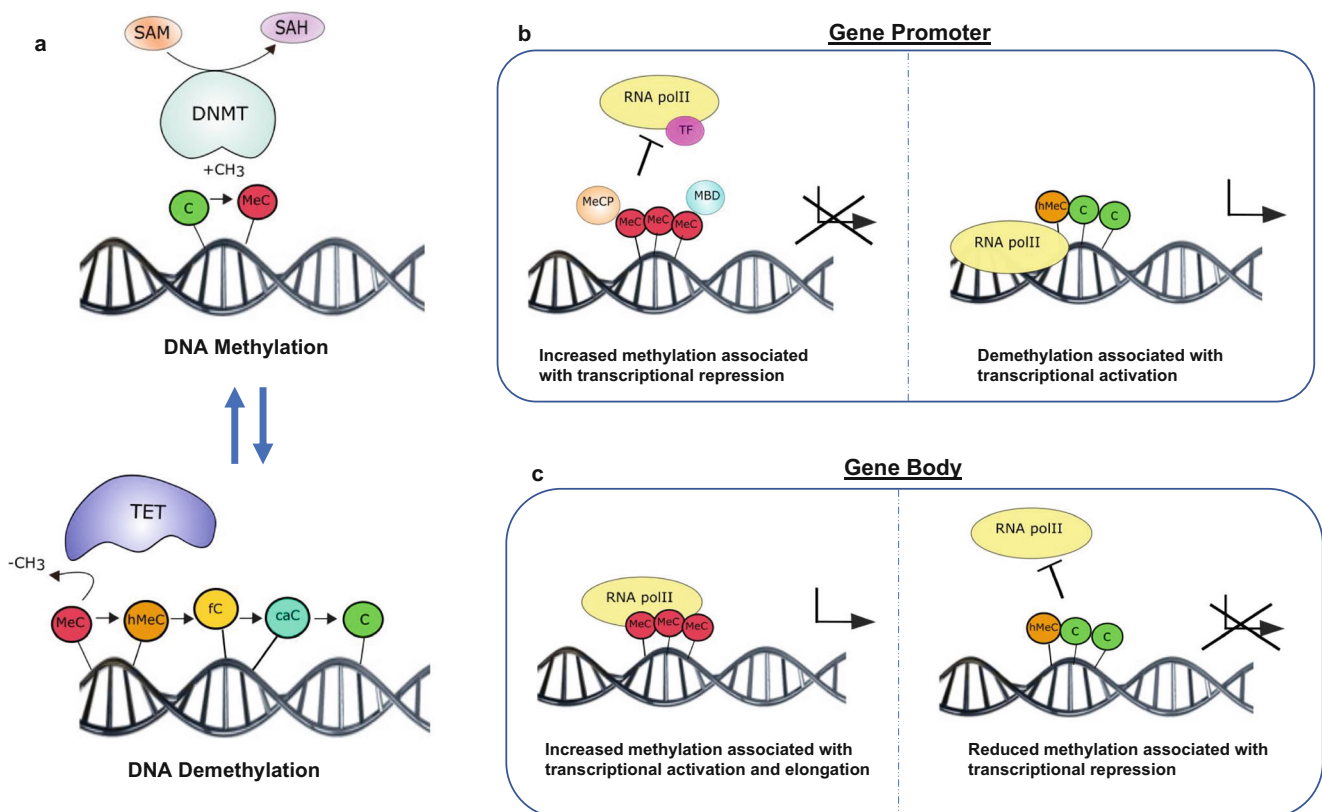 a
SAM
SAH
DNMT
+CH3
C
MeC
DNA Methylation
TET
-CH3
MeC
hMeC
fC
caC
C
DNA Demethylation
b
Gene Promoter
RNA polII
TF
MeCP
MBD
MeC
MeC
MeC
Increased methylation associated
with transcriptional repression
hMeC
C
C
RNA polII
Demethylation associated with
transcriptional activation
c
Gene Body
RNA polII
MeC
MeC
MeC
Increased methylation associated with
transcriptional activation and elongation
RNA polII
hMeC
C
C
Reduced methylation associated with
transcriptional repression